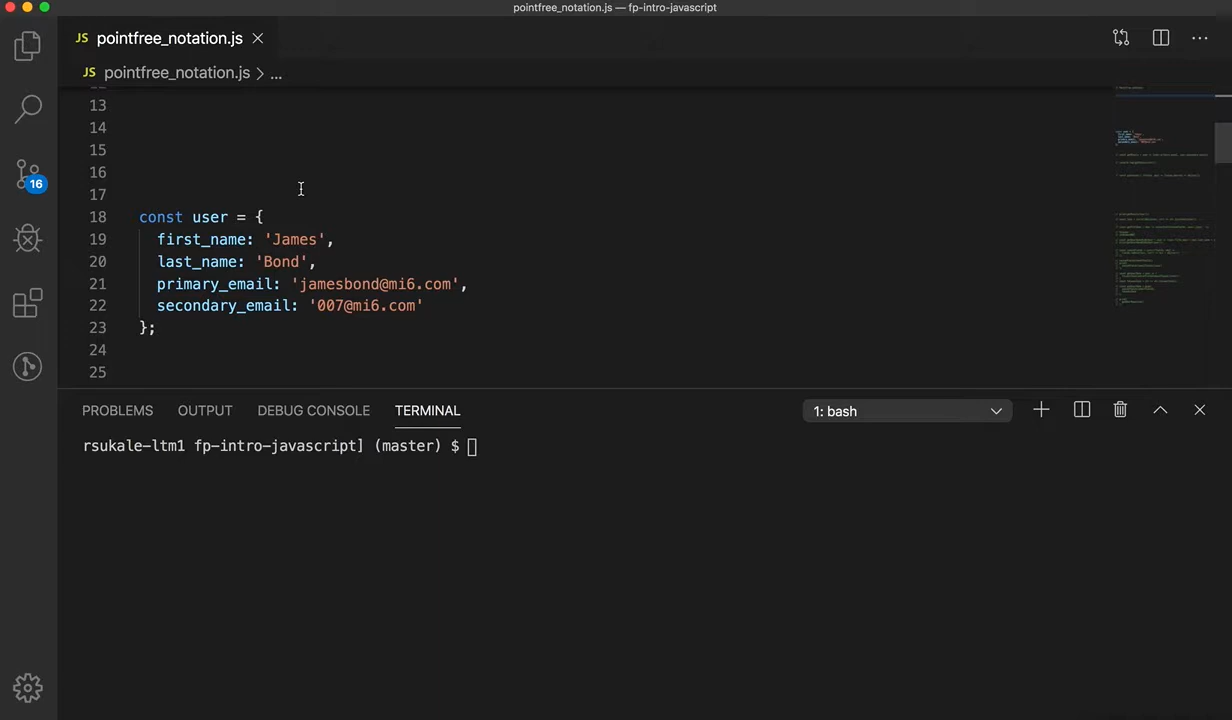 pointfree_notation.js — fp-intro-javascript
JS pointfree_notation.js
JS pointfree_notation.js > ...
13
14
15
16
17
18 const user = {
19 first_name: 'James',
20 last_name: 'Bond',
21 primary_email: 'jamesbond@mi6.com',
22 secondary_email: '007@mi6.com'
23 };
24
25
16
PROBLEMS OUTPUT DEBUG CONSOLE TERMINAL 1: bash
rsukale-ltm1 fp-intro-javascript] (master) $